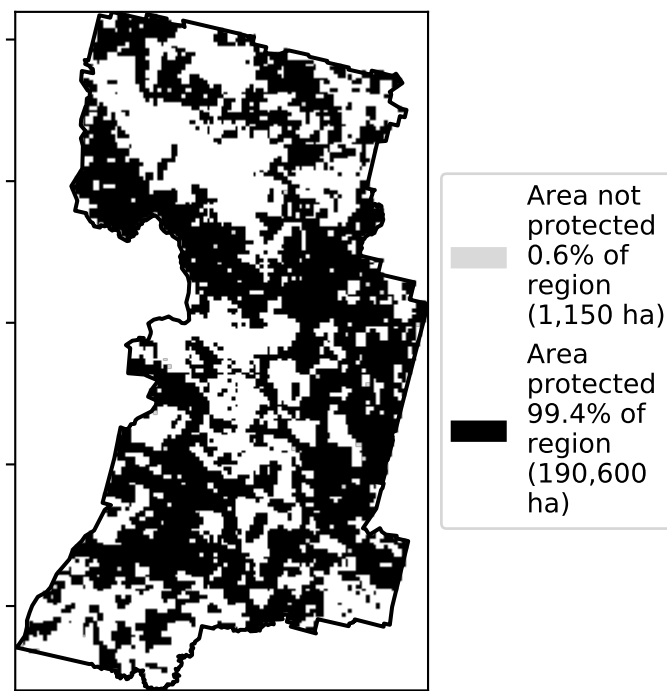 Area not
protected
0.6% of
region
(1,150 ha)
Area
protected
99.4% of
region
(190,600
ha)